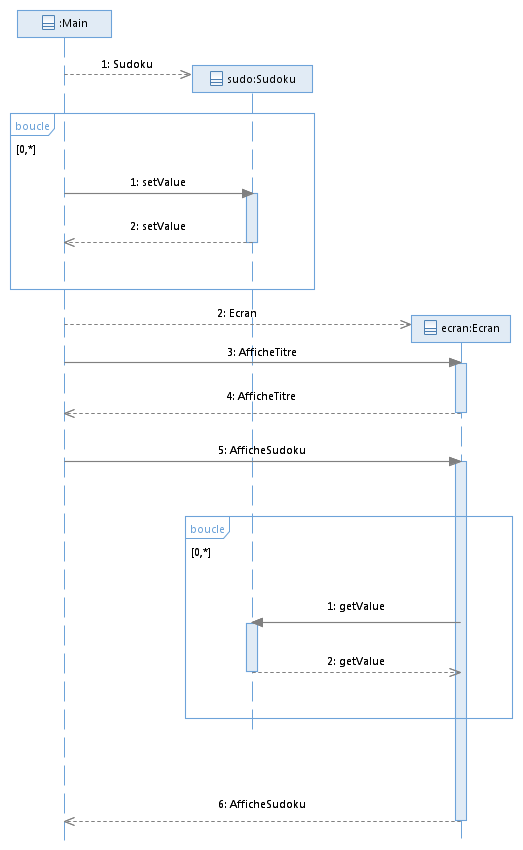 :Main
1: Sudoku
sudo:Sudoku
boucle
[0,*]
1: setValue
2: setValue
2: Ecran
ecran:Ecran
3: AfficheTitre
4: AfficheTitre
5: AfficheSudoku
boucle
[0,*]
1: getValue
2: getValue
6: AfficheSudoku